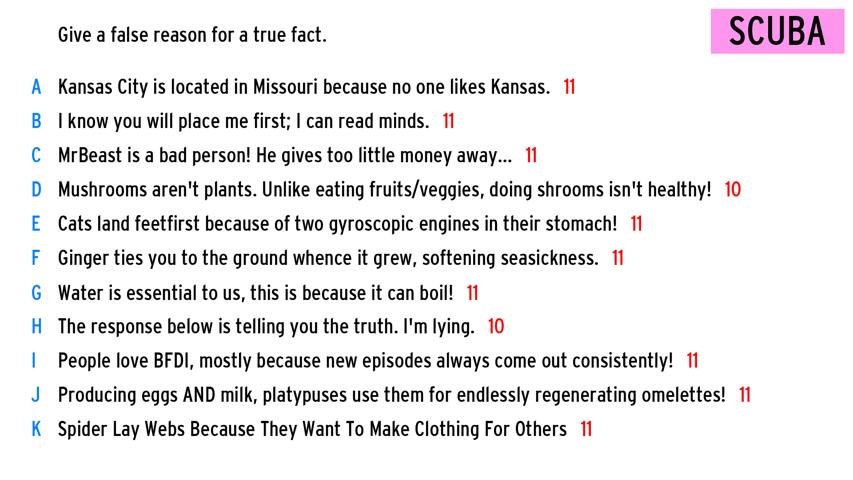 Give a false reason for a true fact.
SCUBA
A Kansas City is located in Missouri because no one likes Kansas. 11
B I know you will place me first; I can read minds. 11
C MrBeast is a bad person! He gives too little money away... 11
D Mushrooms aren't plants. Unlike eating fruits/veggies, doing shrooms isn't healthy! 10
E Cats land feetfirst because of two gyroscopic engines in their stomach! 11
F Ginger ties you to the ground whence it grew, softening seasickness. 11
G Water is essential to us, this is because it can boil! 11
H The response below is telling you the truth. I'm lying. 10
I People love BFDI, mostly because new episodes always come out consistently! 11
J Producing eggs AND milk, platypuses use them for endlessly regenerating omelettes! 11
K Spider Lay Webs Because They Want To Make Clothing For Others 11